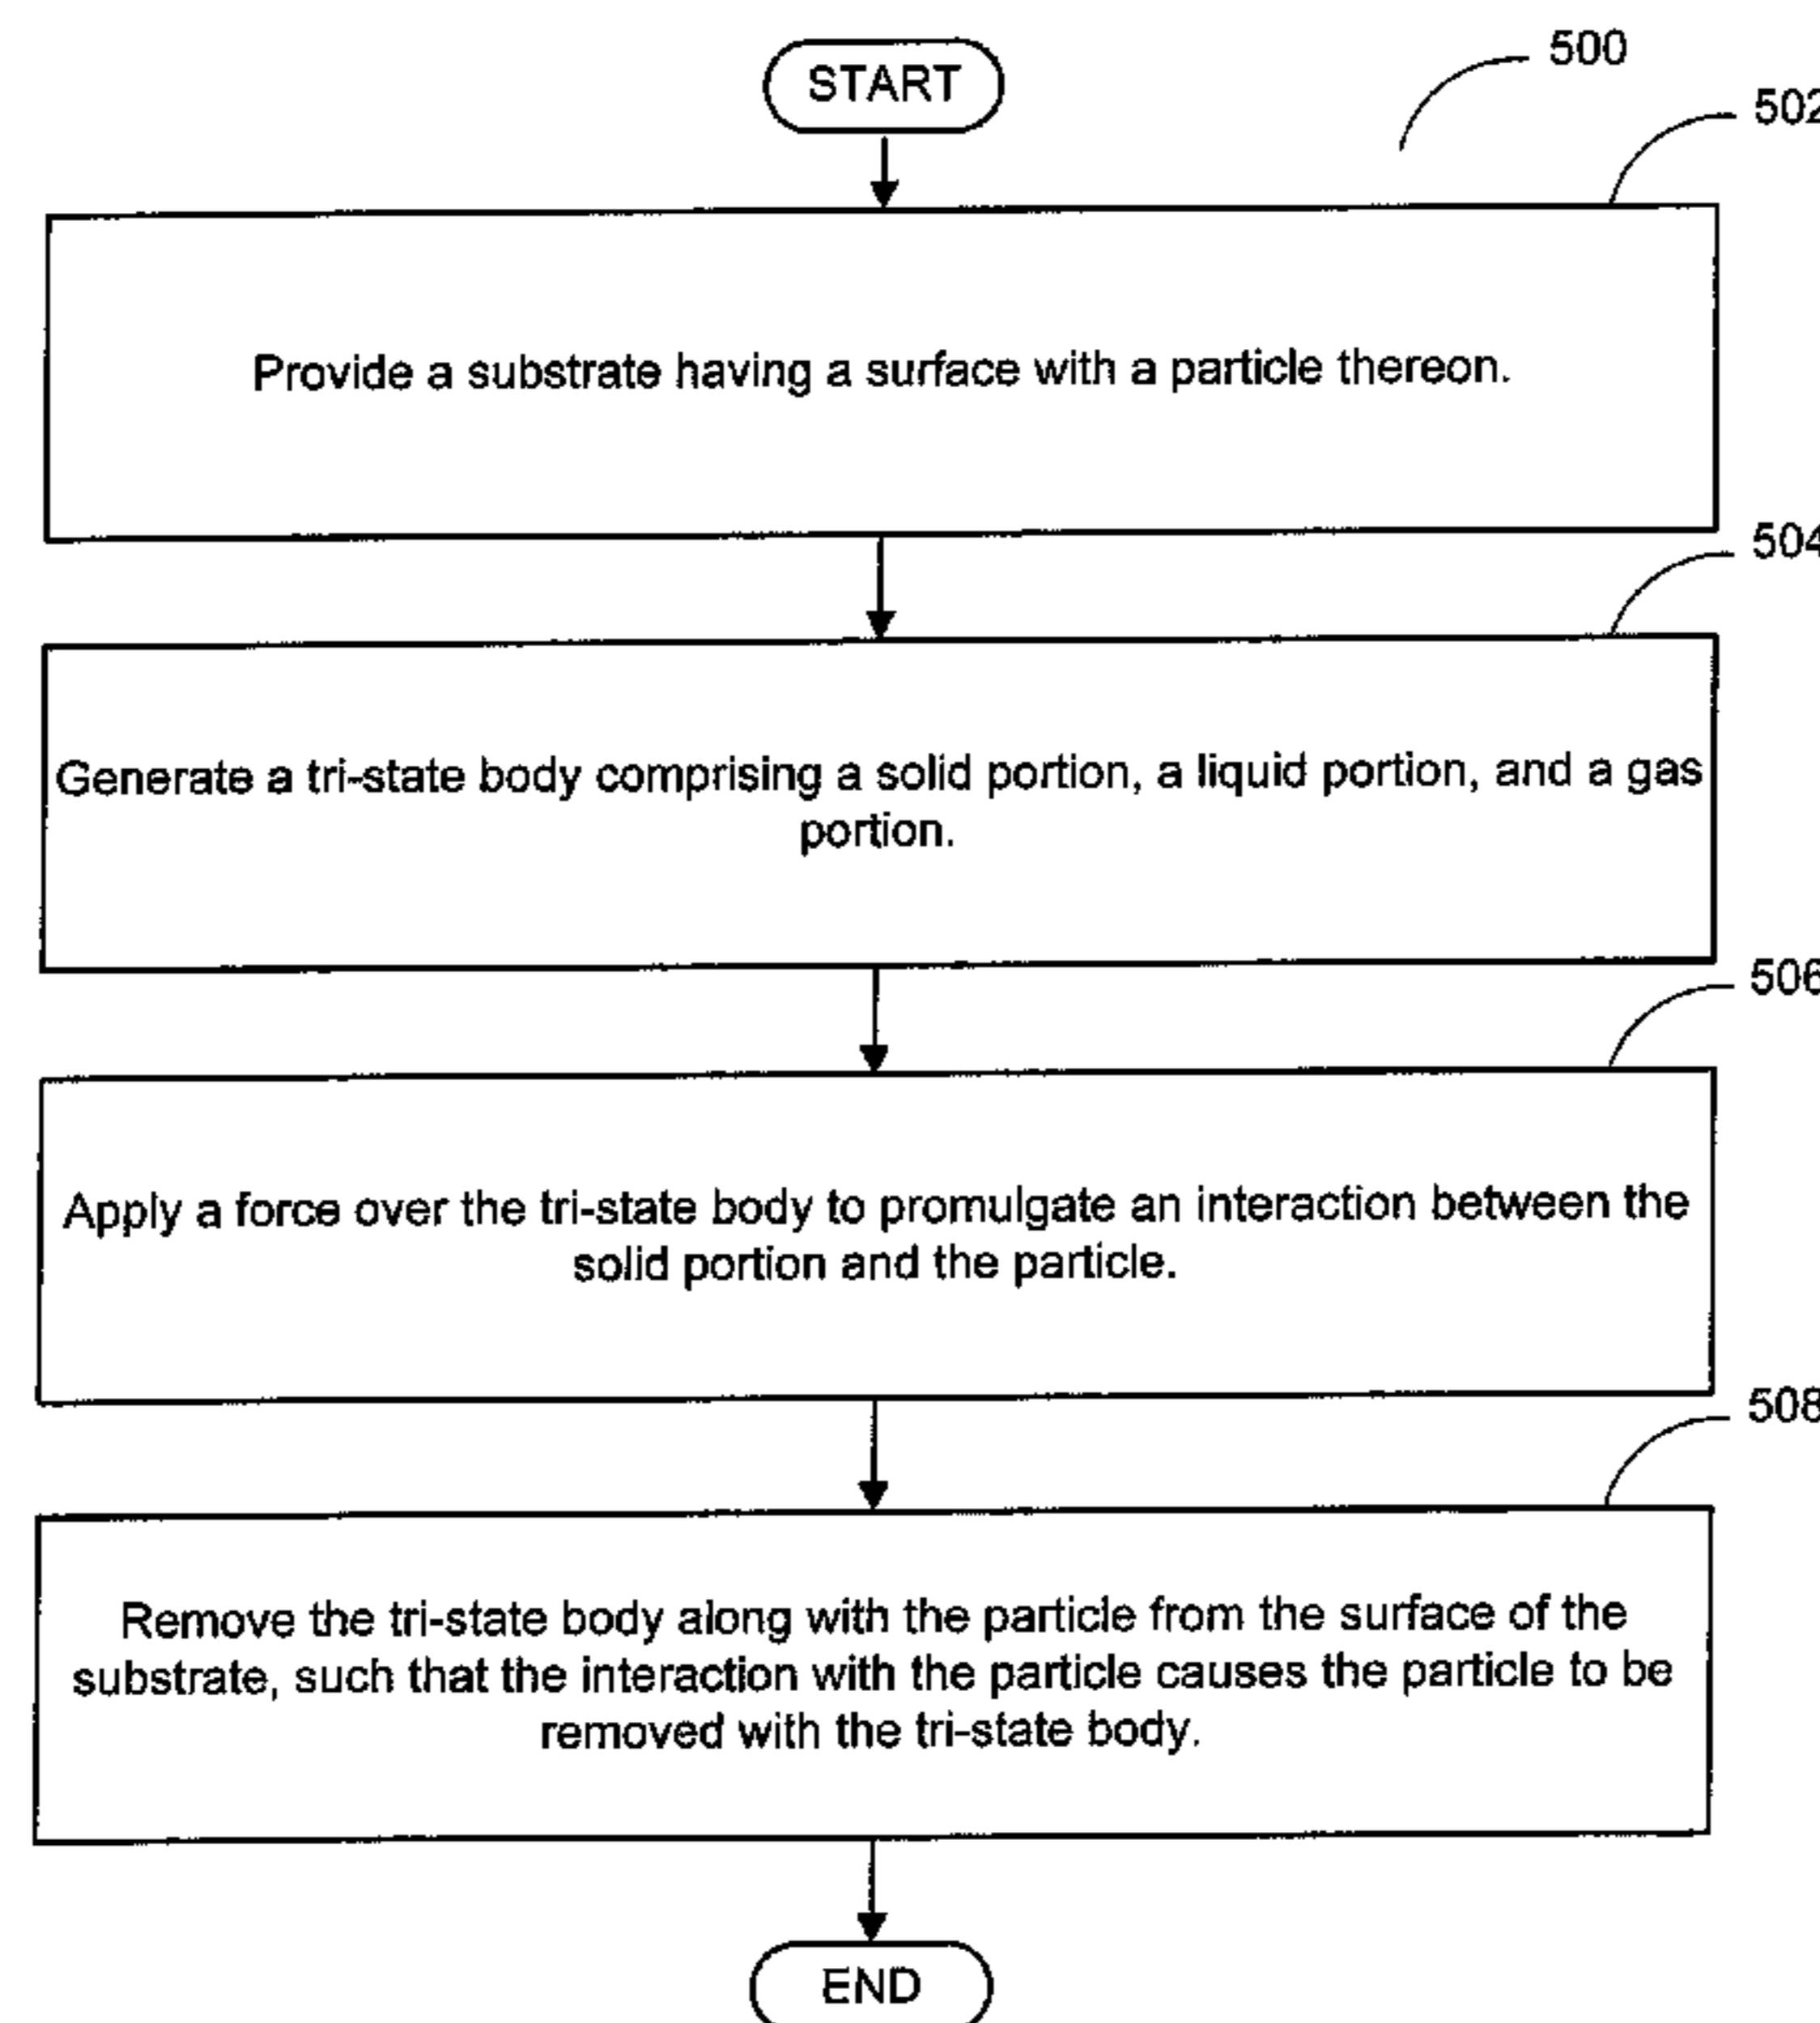 START
500
502
Provide a substrate having a surface with a particle thereon.
504
Generate a tri-state body comprising a solid portion, a liquid portion, and a gas
portion.
506
Apply a force over the tri-state body to promulgate an interaction between the
solid portion and the particle.
508
Remove the tri-state body along with the particle from the surface of the
substrate, such that the interaction with the particle causes the particle to be
removed with the tri-state body.
END